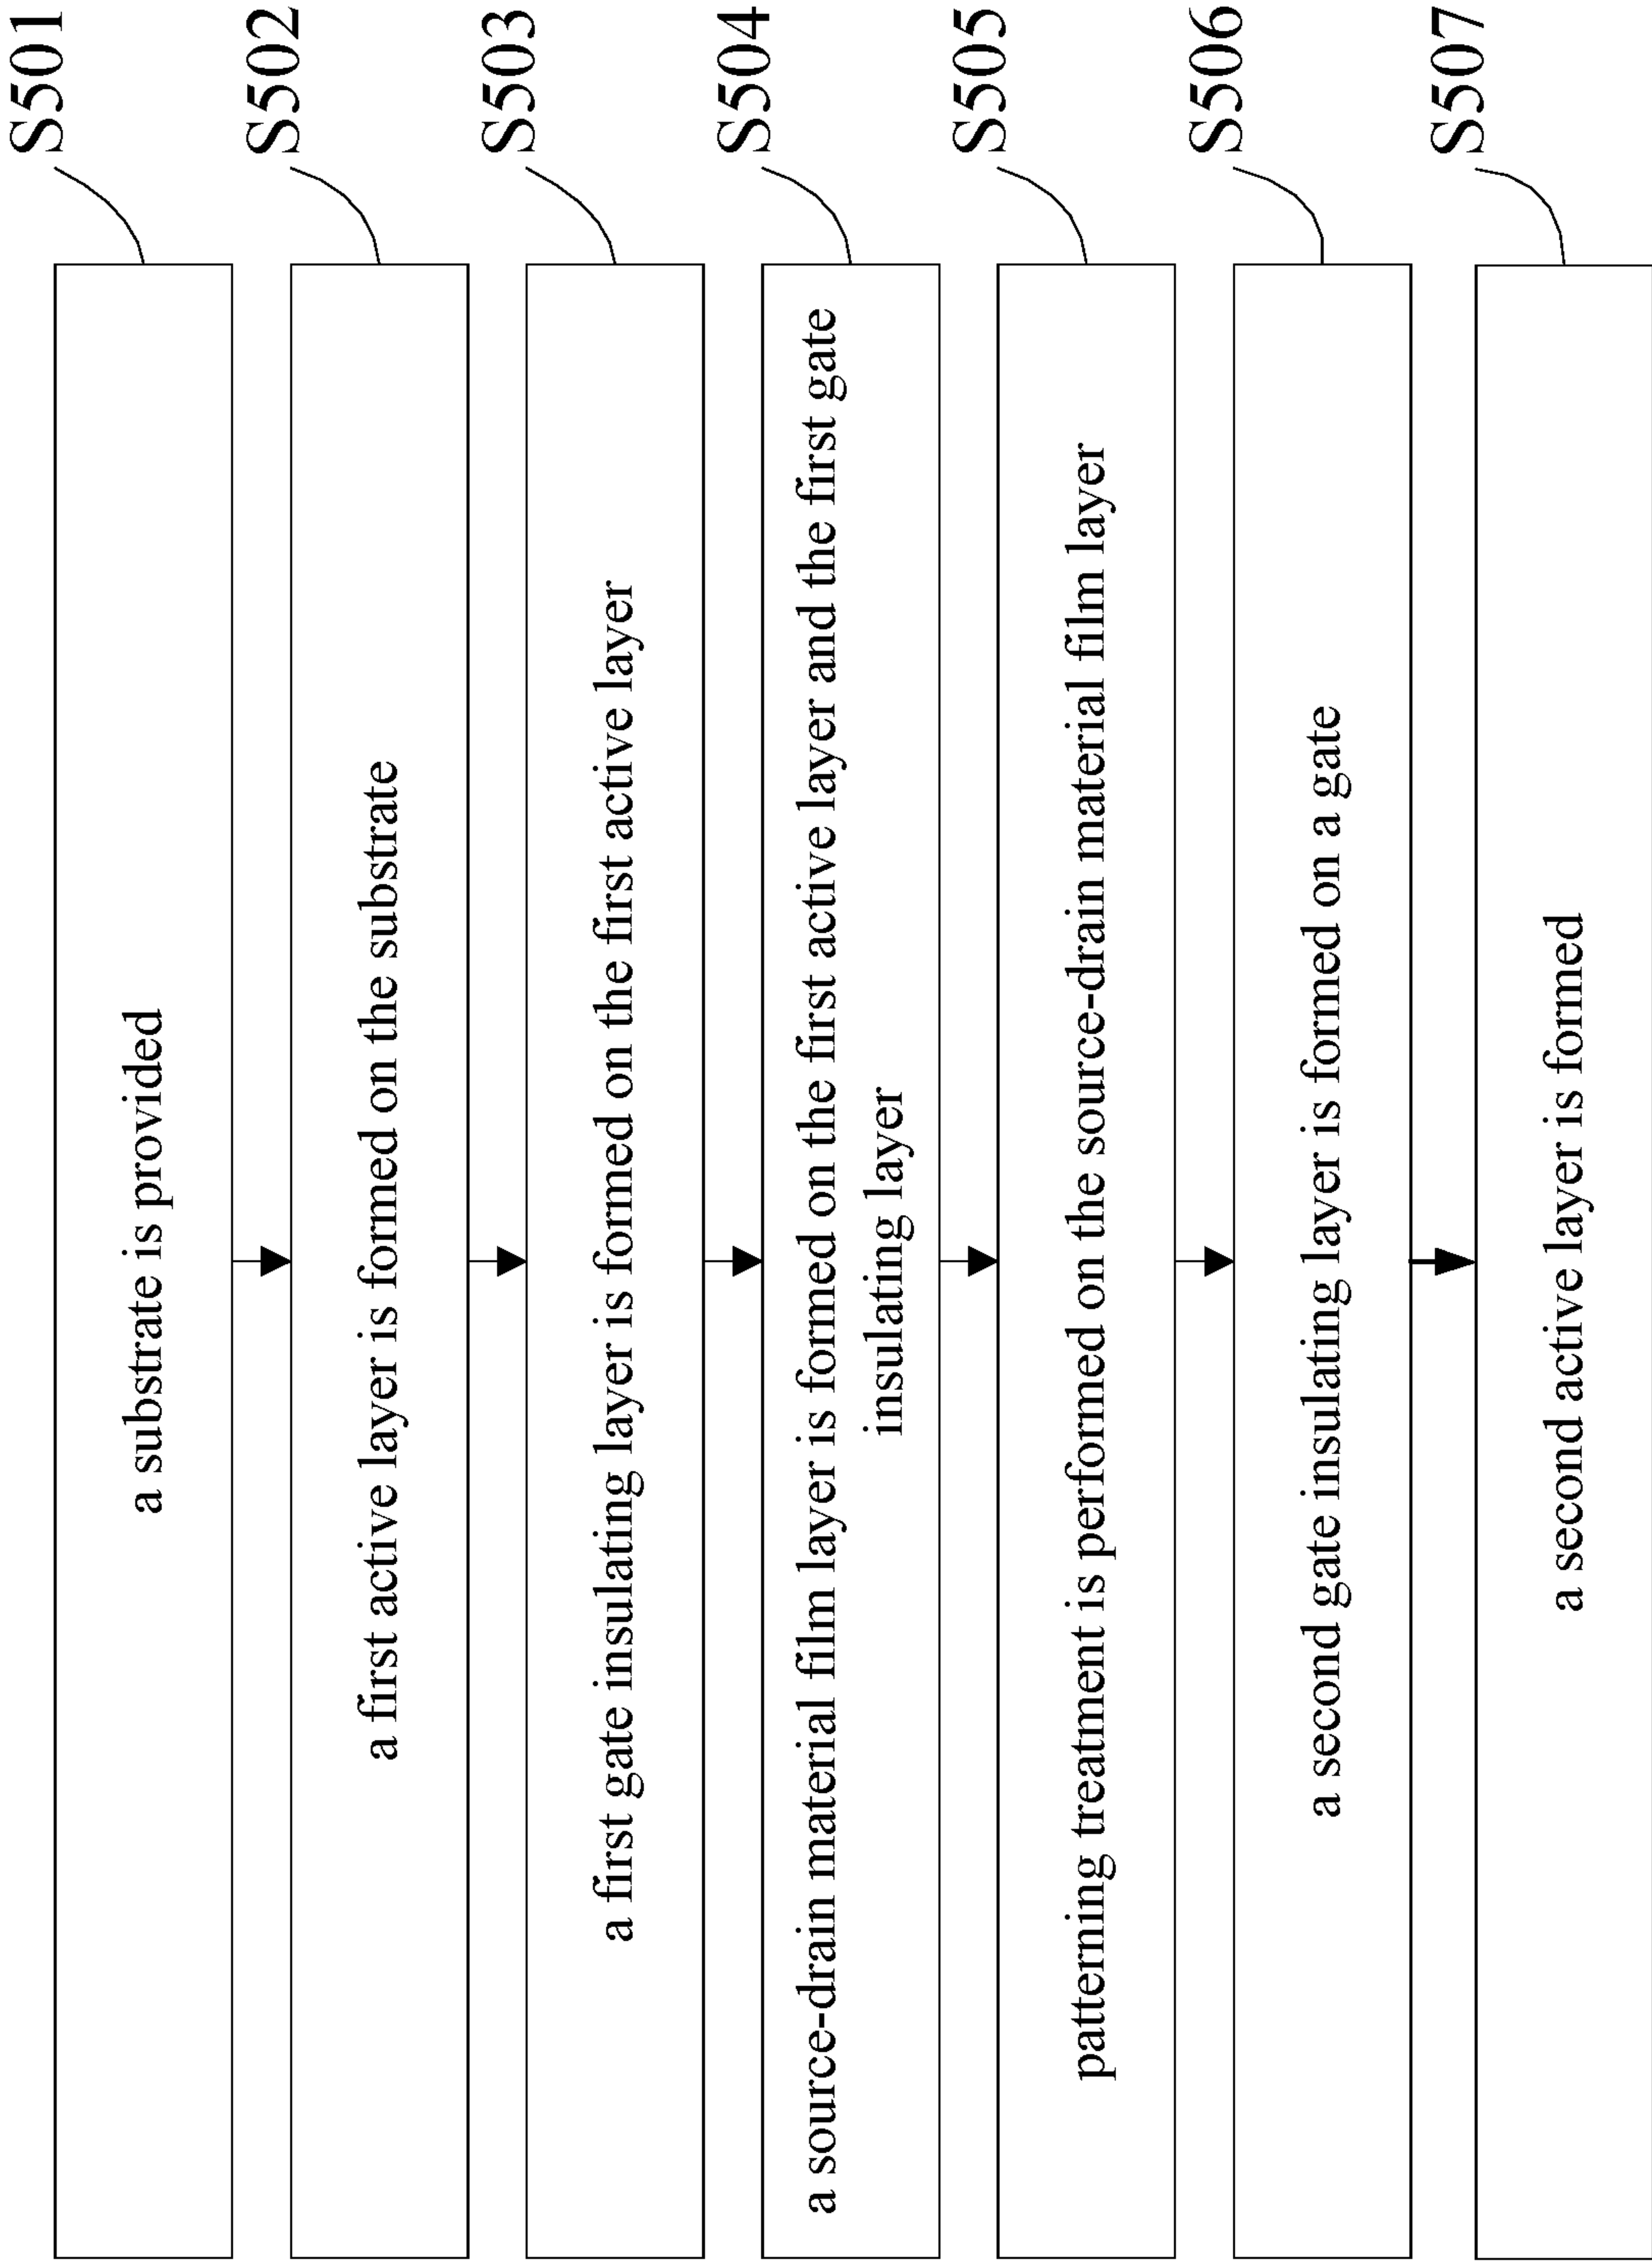 a substrate is provided
S501
a first active layer is formed on the substrate
S502
a first gate insulating layer is formed on the first active layer
S503
a source-drain material film layer is formed on the first active layer and the first gate
insulating layer
S504
patterning treatment is performed on the source-drain material film layer
S505
a second gate insulating layer is formed on a gate
S506
a second active layer is formed
S507